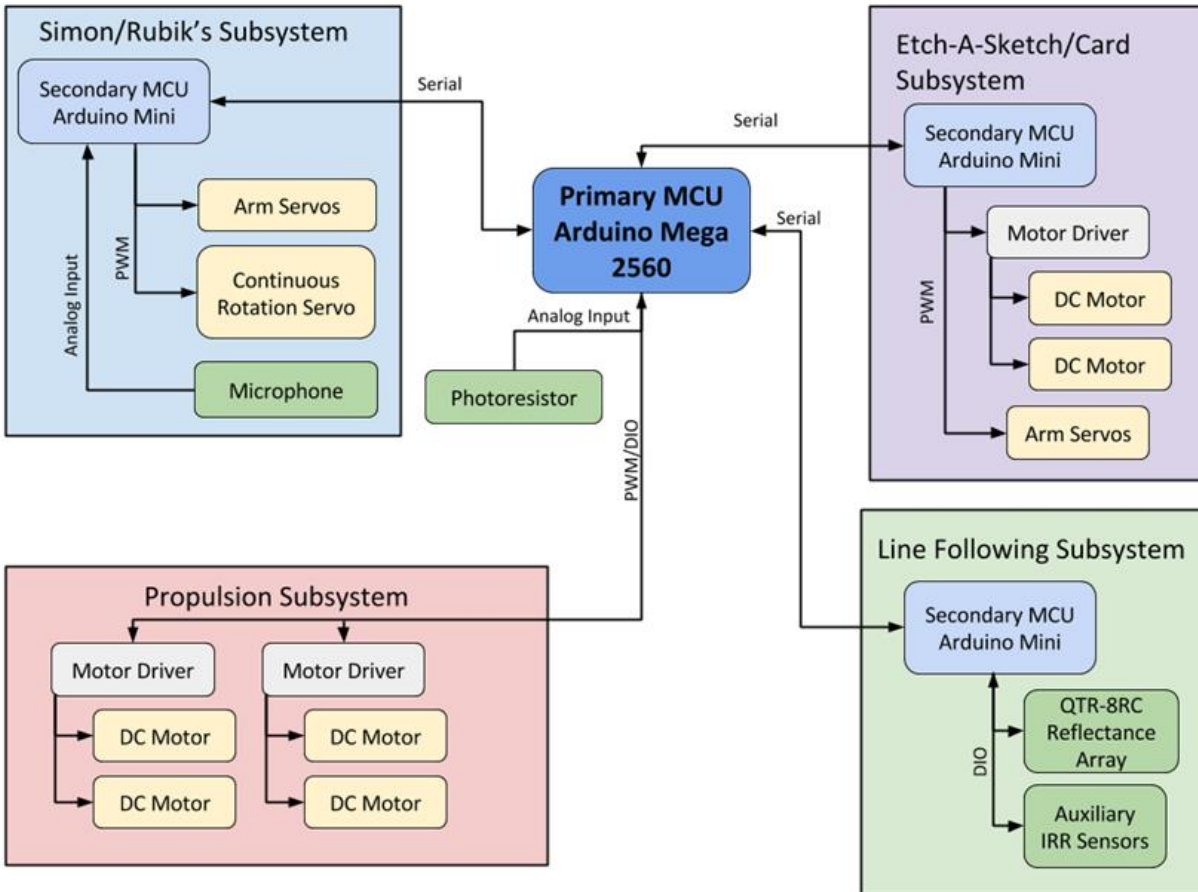 Simon/Rubik's Subsystem
Secondary MCU
Arduino Mini
Arm Servos
Continuous
Rotation Servo
Microphone
PWM
Analog Input
Serial
Primary MCU
Arduino Mega
2560
Analog Input
Photoresistor
PWM/DIO
Serial
Serial
Etch-A-Sketch/Card
Subsystem
Secondary MCU
Arduino Mini
Motor Driver
DC Motor
DC Motor
Arm Servos
PWM
Propulsion Subsystem
Motor Driver
DC Motor
DC Motor
Motor Driver
DC Motor
DC Motor
Line Following Subsystem
Secondary MCU
Arduino Mini
QTR-8RC
Reflectance
Array
DIO
Auxiliary
IRR Sensors